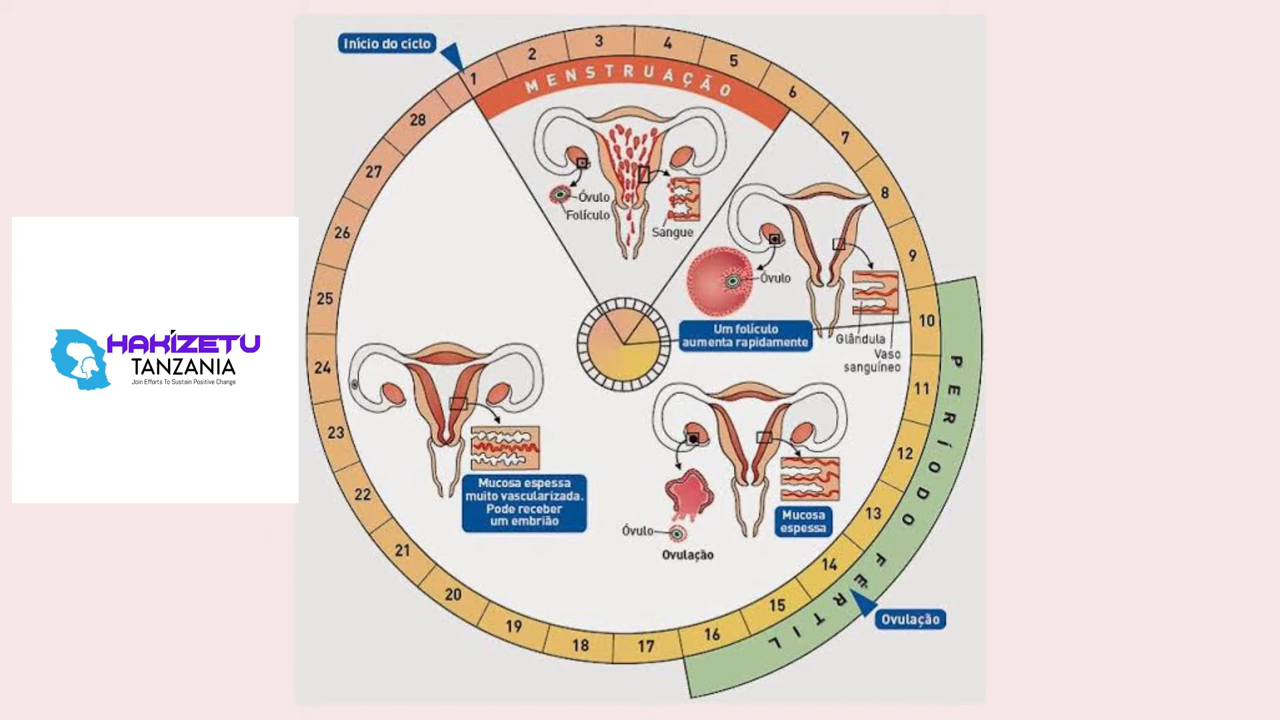 Início do ciclo
1
2
3
4
5
6
7
8
9
10
11
12
13
14
15
16
17
18
19
20
21
22
23
24
25
26
27
28
MENSTRUAÇÃO
Óvulo
Folículo
Sangue
Óvulo
Um folículo
aumenta rapidamente
Glândula
Vaso
sanguíneo
PERÍODO FÉRTIL
HAKIZETU
TANZANIA
Join Efforts To Sustain Positive Change
Mucosa espessa
muito vascularizada.
Pode receber
um embrião
Mucosa
espessa
Óvulo
Ovulação
Ovulação